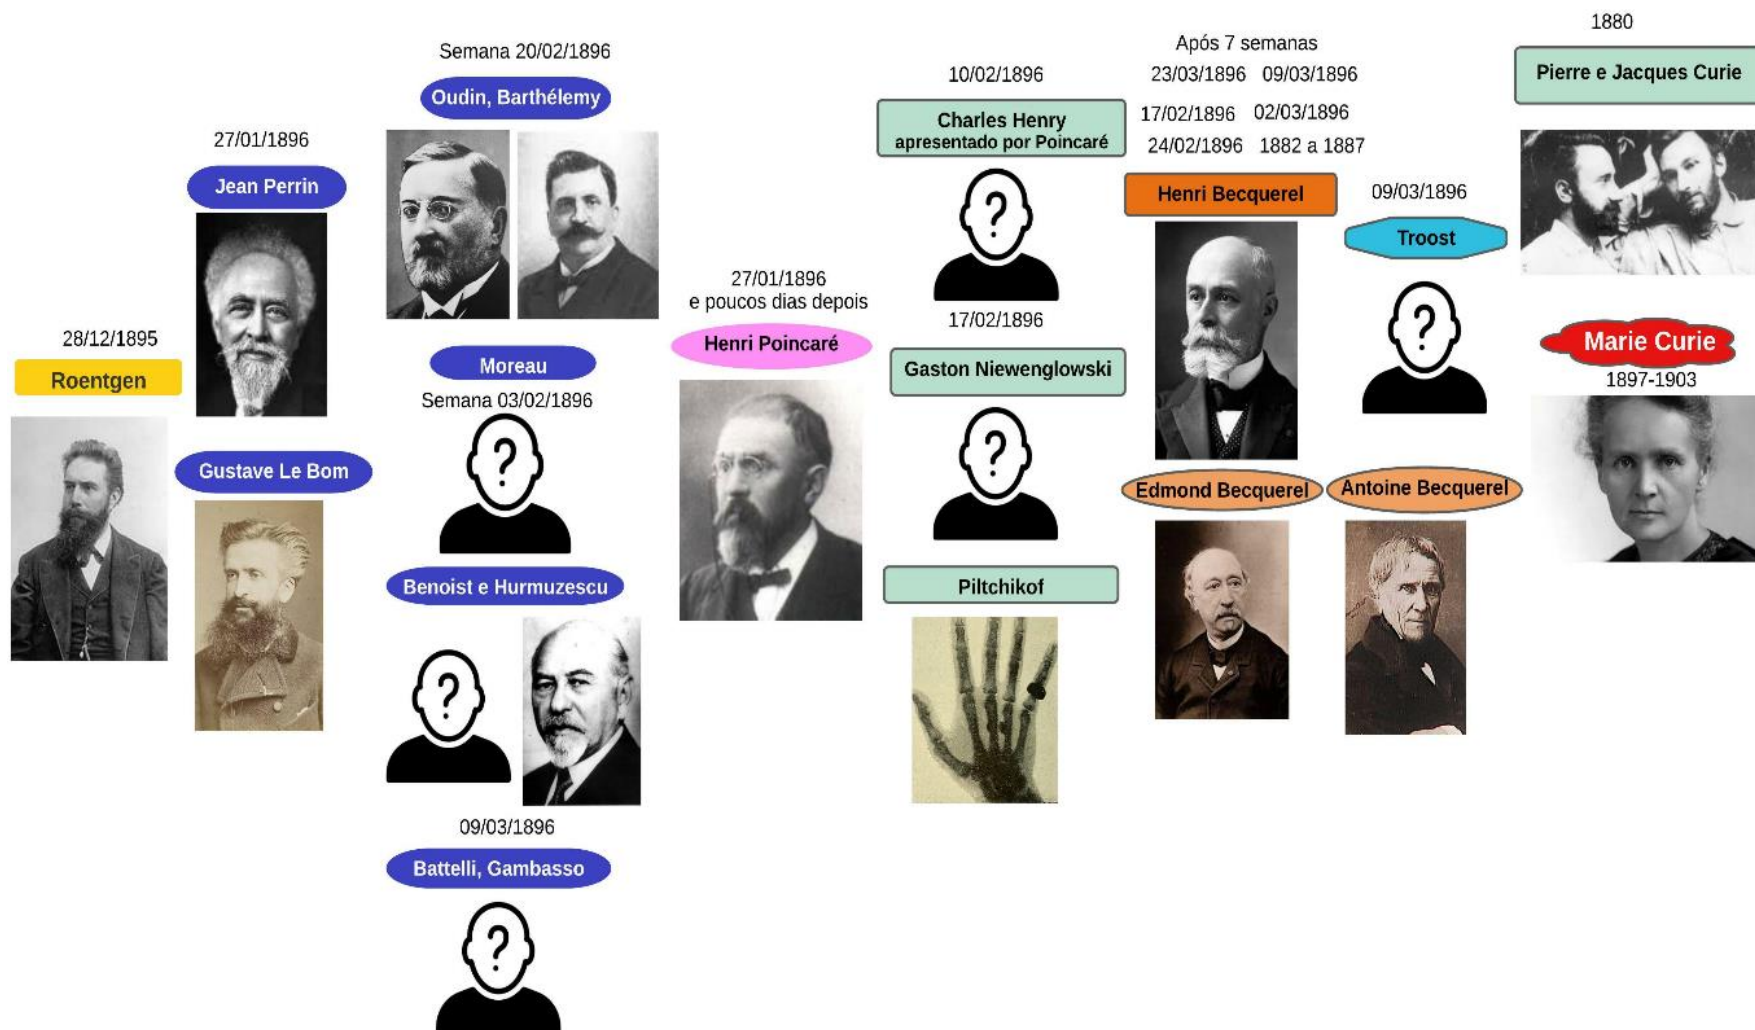 28/12/1895
Roentgen
27/01/1896
Jean Perrin
Gustave Le Bom
Semana 20/02/1896
Oudin, Barthélemy
Moreau
Semana 03/02/1896
Benoist e Hurmuzescu
09/03/1896
Battelli, Gambasso
27/01/1896
e poucos dias depois
Henri Poincaré
10/02/1896
Charles Henry
apresentado por Poincaré
?
17/02/1896
Gaston Niewenglowski
?
Piltchikof
Após 7 semanas
23/03/1896 09/03/1896
17/02/1896 02/03/1896
24/02/1896 1882 a 1887
Henri Becquerel
Edmond Becquerel
09/03/1896
Troost
?
Antoine Becquerel
1880
Pierre e Jacques Curie
Marie Curie
1897-1903
?
?
?